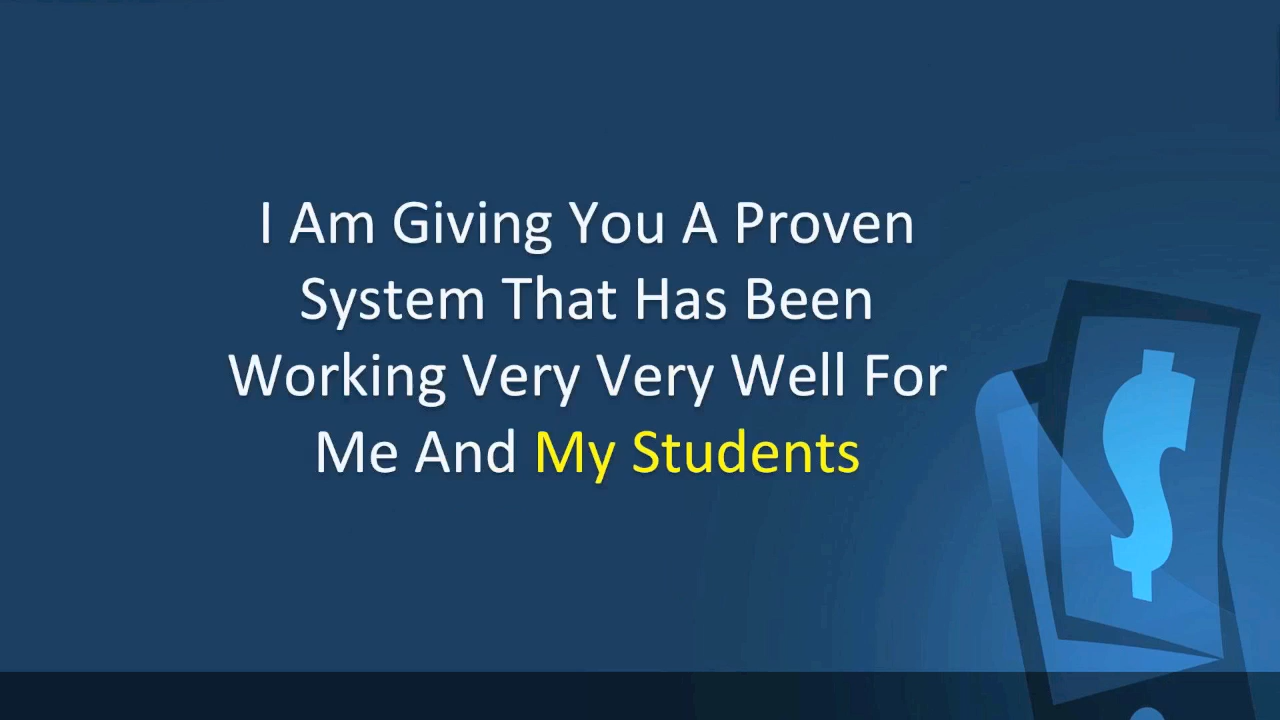 I Am Giving You A Proven
System That Has Been
Working Very Very Well For
Me And My Students
$